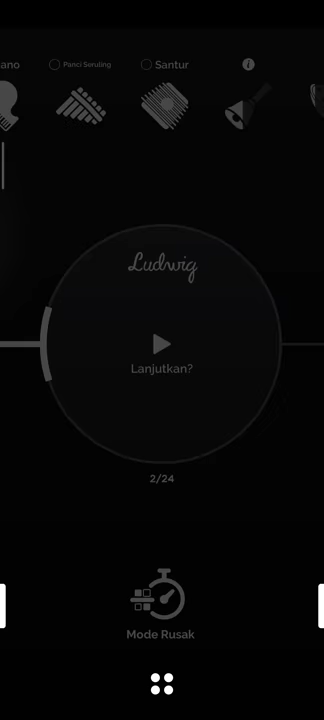 ano
Panci Seruling
Santur
Ludwig
Lanjutkan?
2/24
Mode Rusak